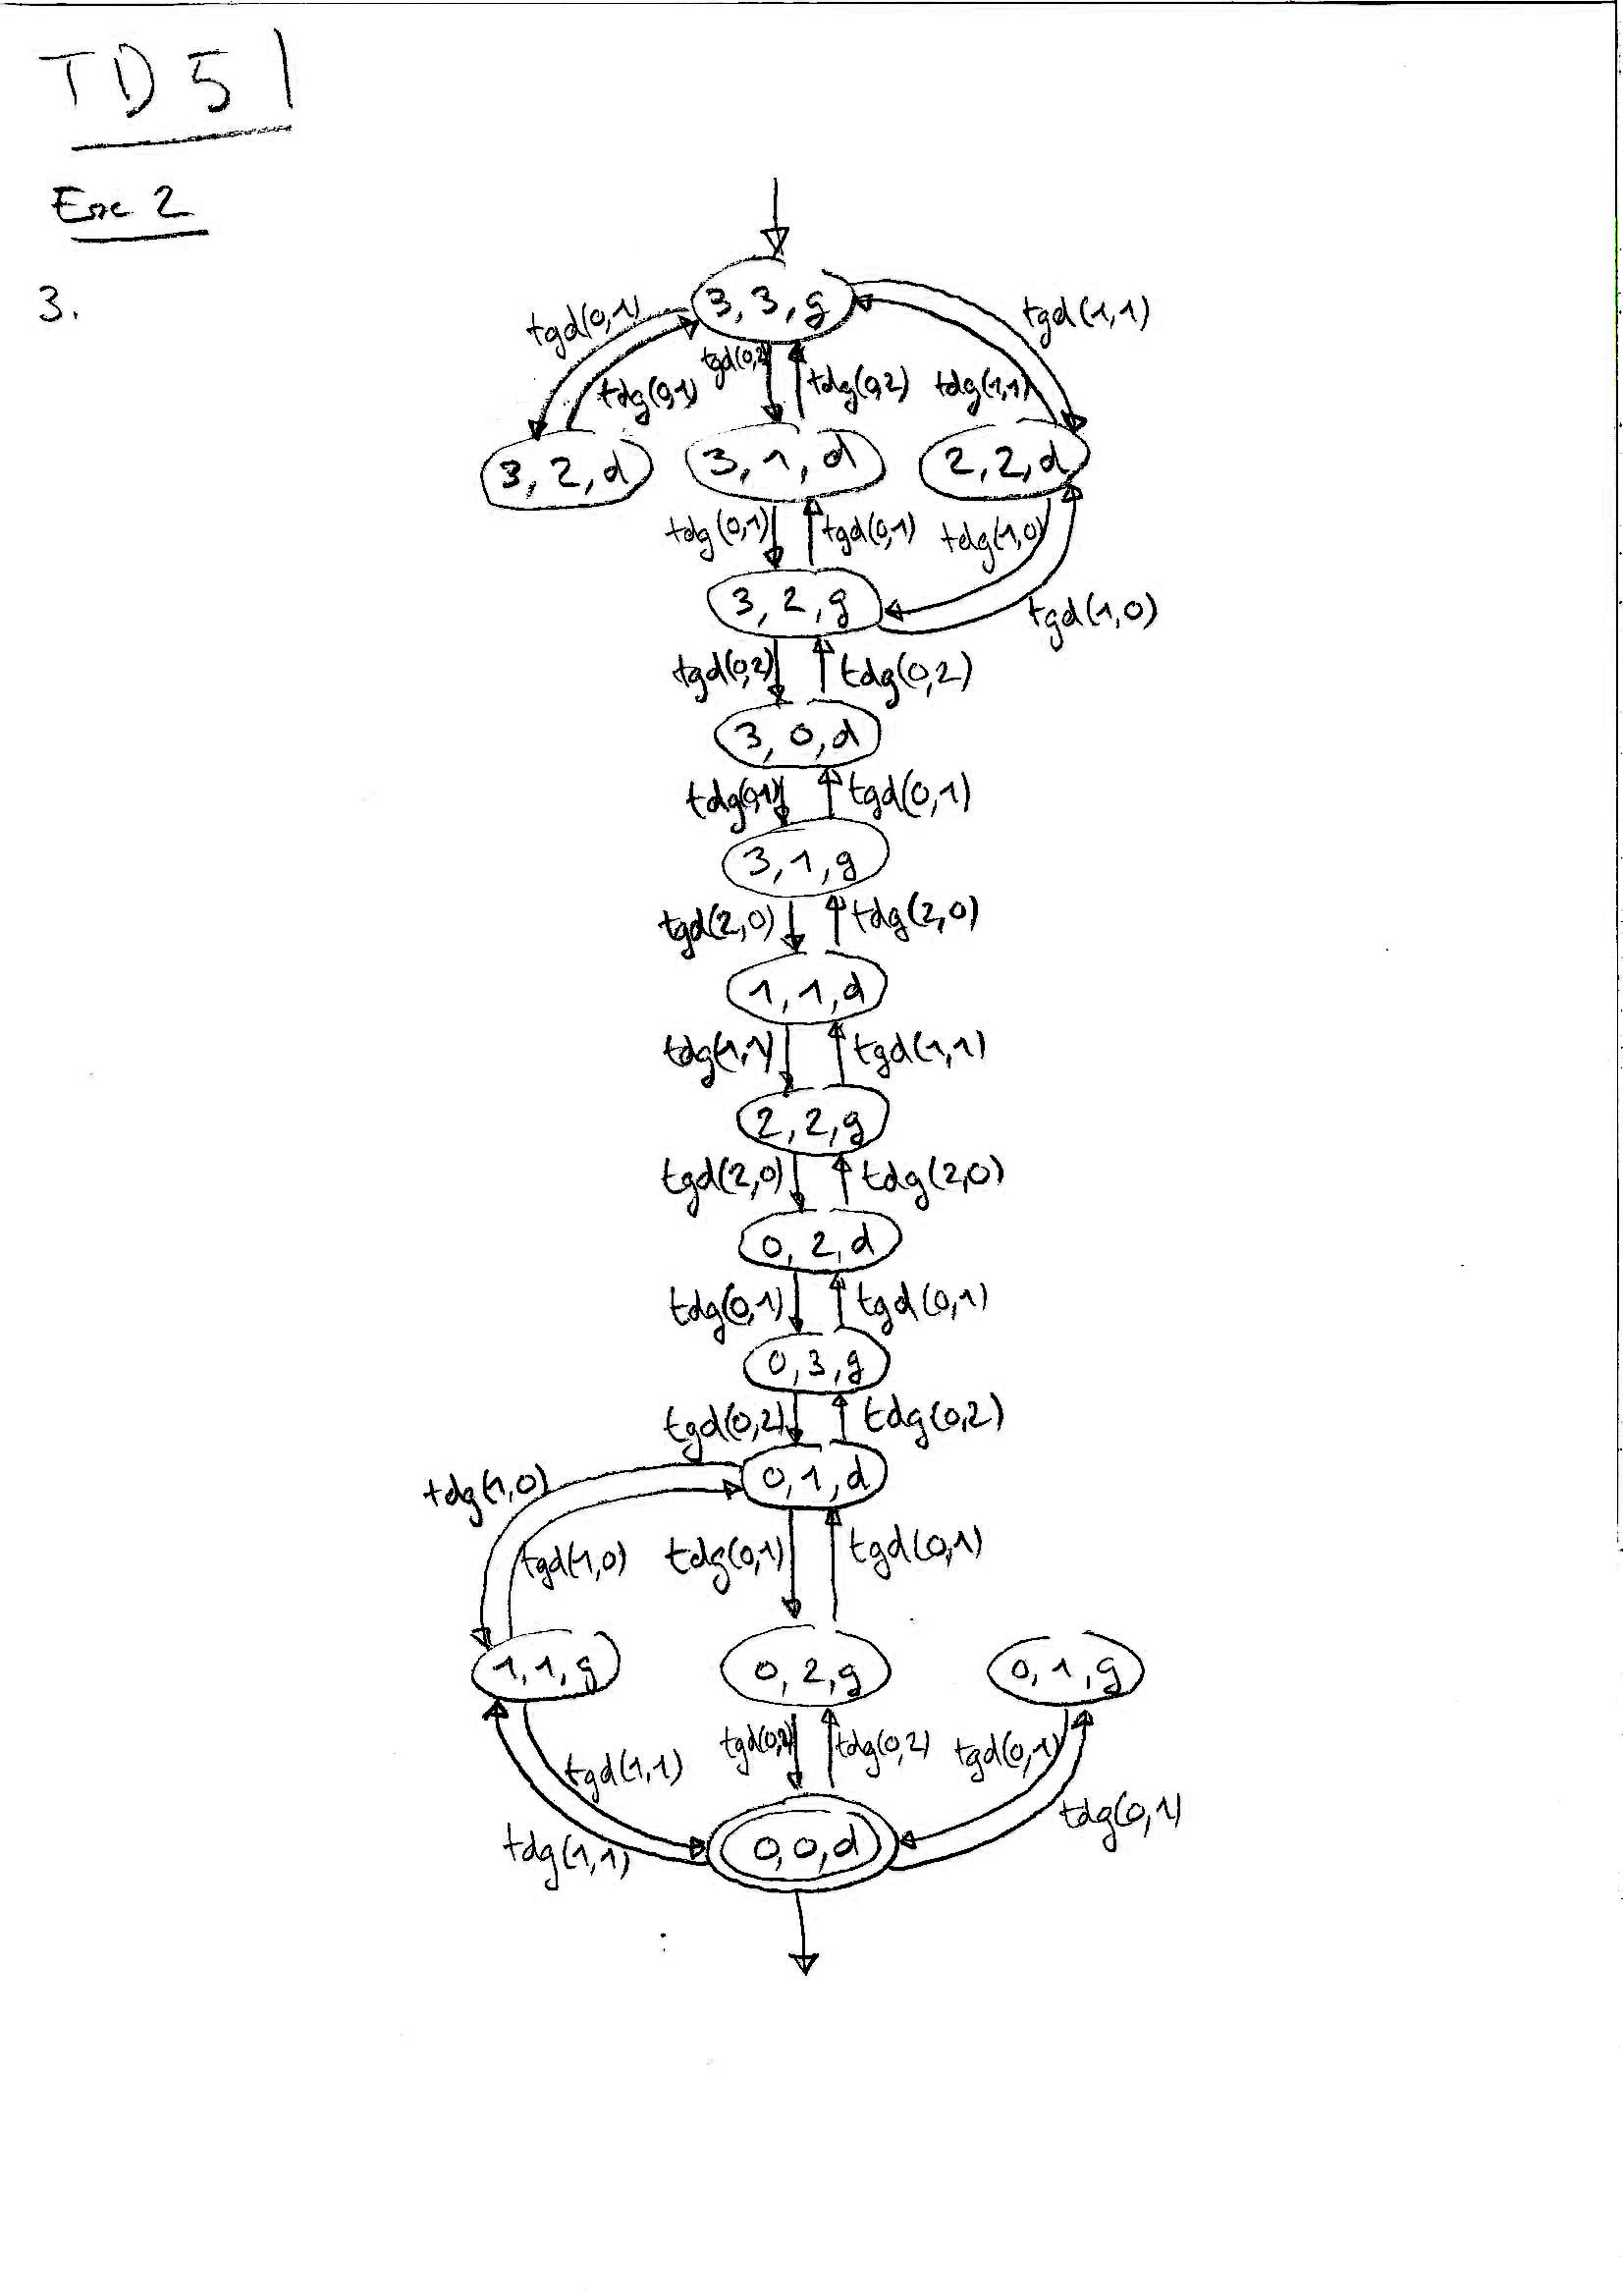 TD 5 |
Exe 2
3.
3, 3, g
tgd(0,1)
tdg(0,1)
tgd(0,2)
tdg(0,2)
tdg(1,1)
tgd(1,1)
3, 2, d
3, 1, d
2, 2, d
tdg(0,1)
tgd(0,1)
tdg(1,0)
tgd(1,0)
3, 2, g
tgd(0,2)
tdg(0,2)
3, 0, d
tdg(0,1)
tgd(0,1)
3, 1, g
tgd(2,0)
tdg(2,0)
1, 1, d
tdg(1,1)
tgd(1,1)
2, 2, g
tgd(2,0)
tdg(2,0)
0, 2, d
tdg(0,1)
tgd(0,1)
0, 3, g
tgd(0,2)
tdg(0,2)
0, 1, d
tdg(1,0)
tgd(1,0)
tdg(0,1)
tgd(0,1)
1, 1, g
0, 2, g
0, 1, g
tgd(1,1)
tdg(1,1)
tgd(0,2)
tdg(0,2)
tgd(0,1)
tdg(0,1)
0, 0, d